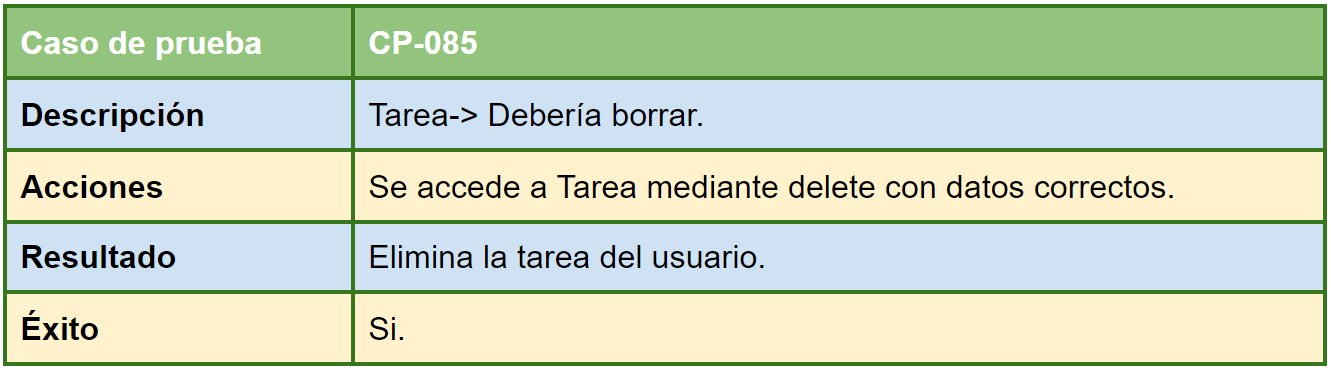 Caso de prueba CP-085
Descripción Tarea-> Debería borrar.
Acciones Se accede a Tarea mediante delete con datos correctos.
Resultado Elimina la tarea del usuario.
Éxito Si.